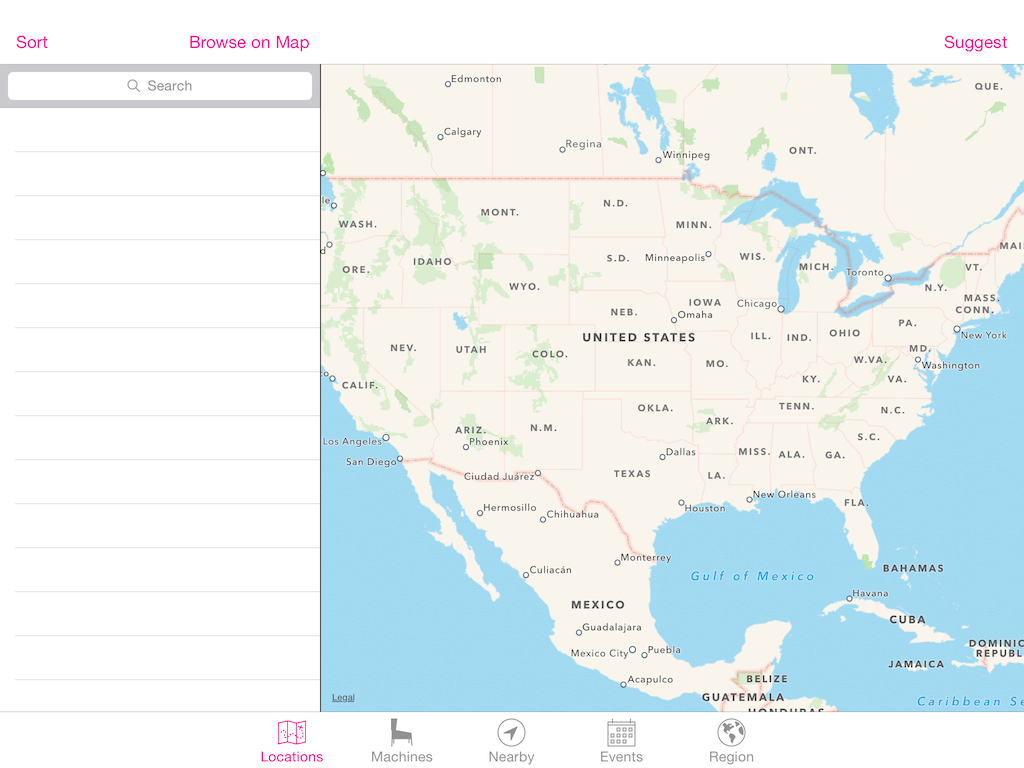 Sort
Browse on Map
Suggest
Search
Edmonton
QUE.
Calgary
Regina
Winnipeg
ONT.
le
WASH.
MONT.
N.D.
MINN.
MAI
d
ORE.
IDAHO
S.D.
Minneapolis
WIS.
MICH.
Toronto
VT.
WYO.
N.Y.
MASS.
IOWA
Chicago
CONN.
NEB.
Omaha
PA.
New York
UNITED STATES
ILL.
IND.
OHIO
NEV.
UTAH
COLO.
KAN.
MO.
W.VA.
MD.
Washington
CALIF.
KY.
VA.
OKLA.
TENN.
N.C.
ARIZ.
N.M.
ARK.
Los Angeles
Phoenix
S.C.
San Diego
Dallas
MISS.
ALA.
GA.
Ciudad Juárez
TEXAS
LA.
New Orleans
FLA.
Hermosillo
Chihuahua
Houston
Monterrey
Culiacán
Gulf of Mexico
BAHAMAS
MEXICO
Havana
CUBA
Guadalajara
Mexico City
Puebla
DOMINIC
REPUBL
JAMAICA
Acapulco
BELIZE
Legal
GUATEMALA
Caribbean Se
HONDURAS
Locations
Machines
Nearby
Events
Region